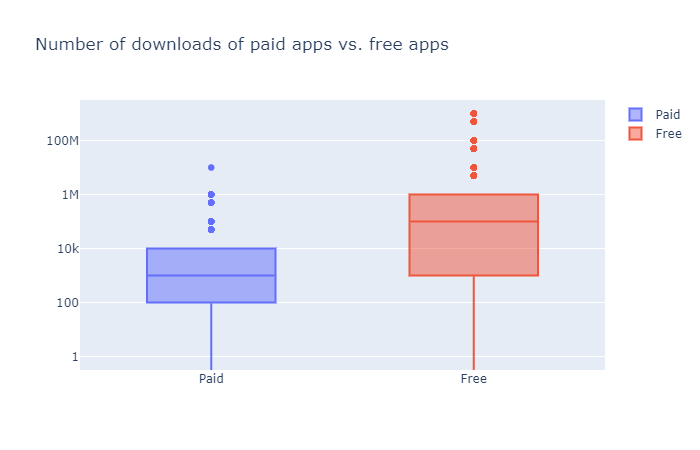 Number of downloads of paid apps vs. free apps
Paid
Free
100M
1M
10k
100
1
Paid
Free